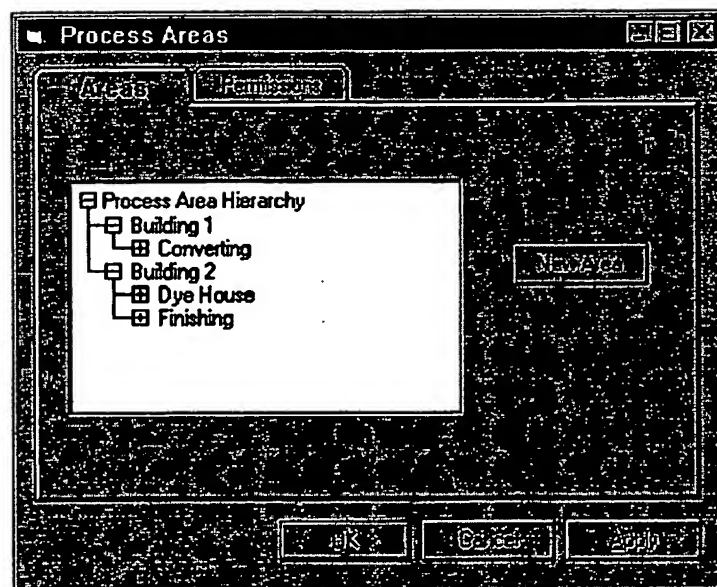 Process Areas
Areas Permissions
Process Area Hierarchy
Building 1
Converting
Building 2
Dye House
Finishing
New Area
OK Cancel Apply